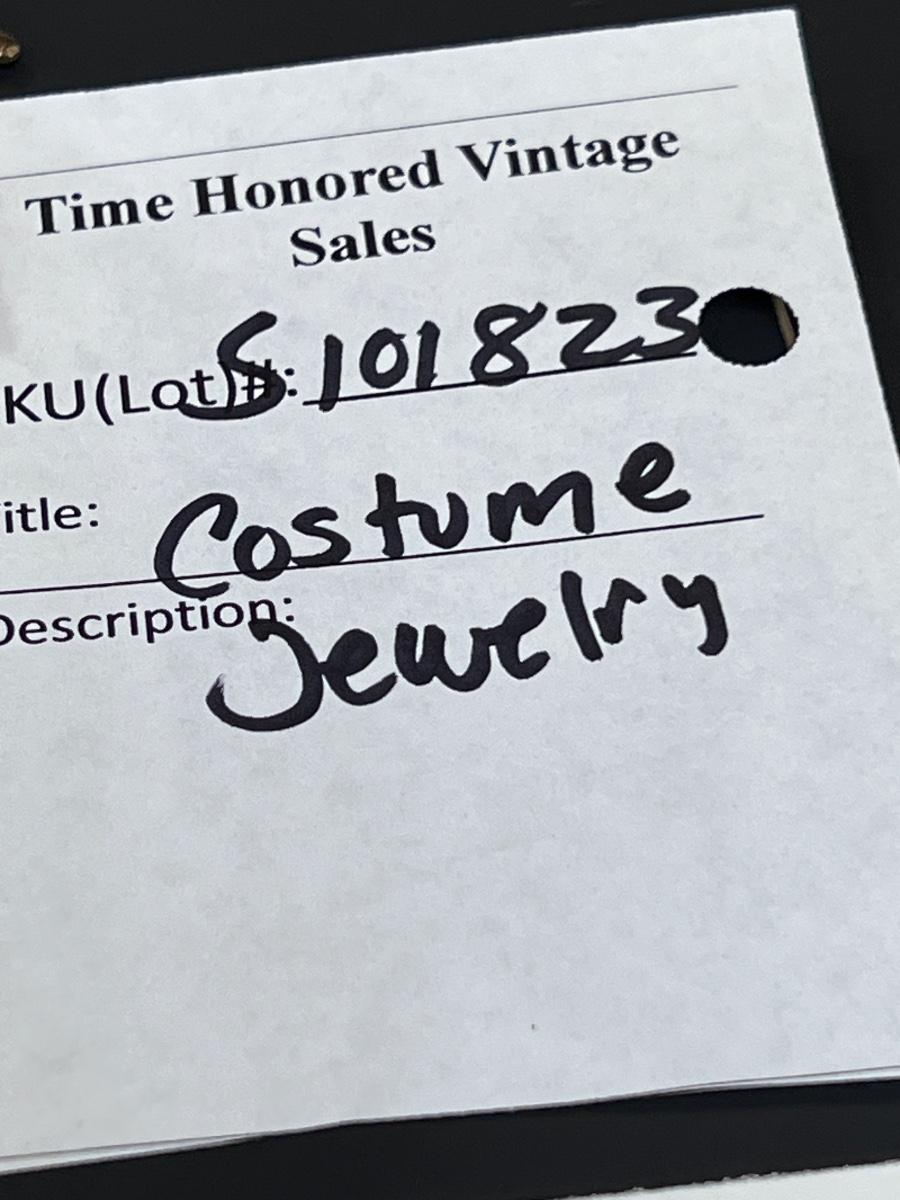 Time Honored Vintage
Sales
KU(Lot)#: S101823
itle: Costume
Description: Jewelry